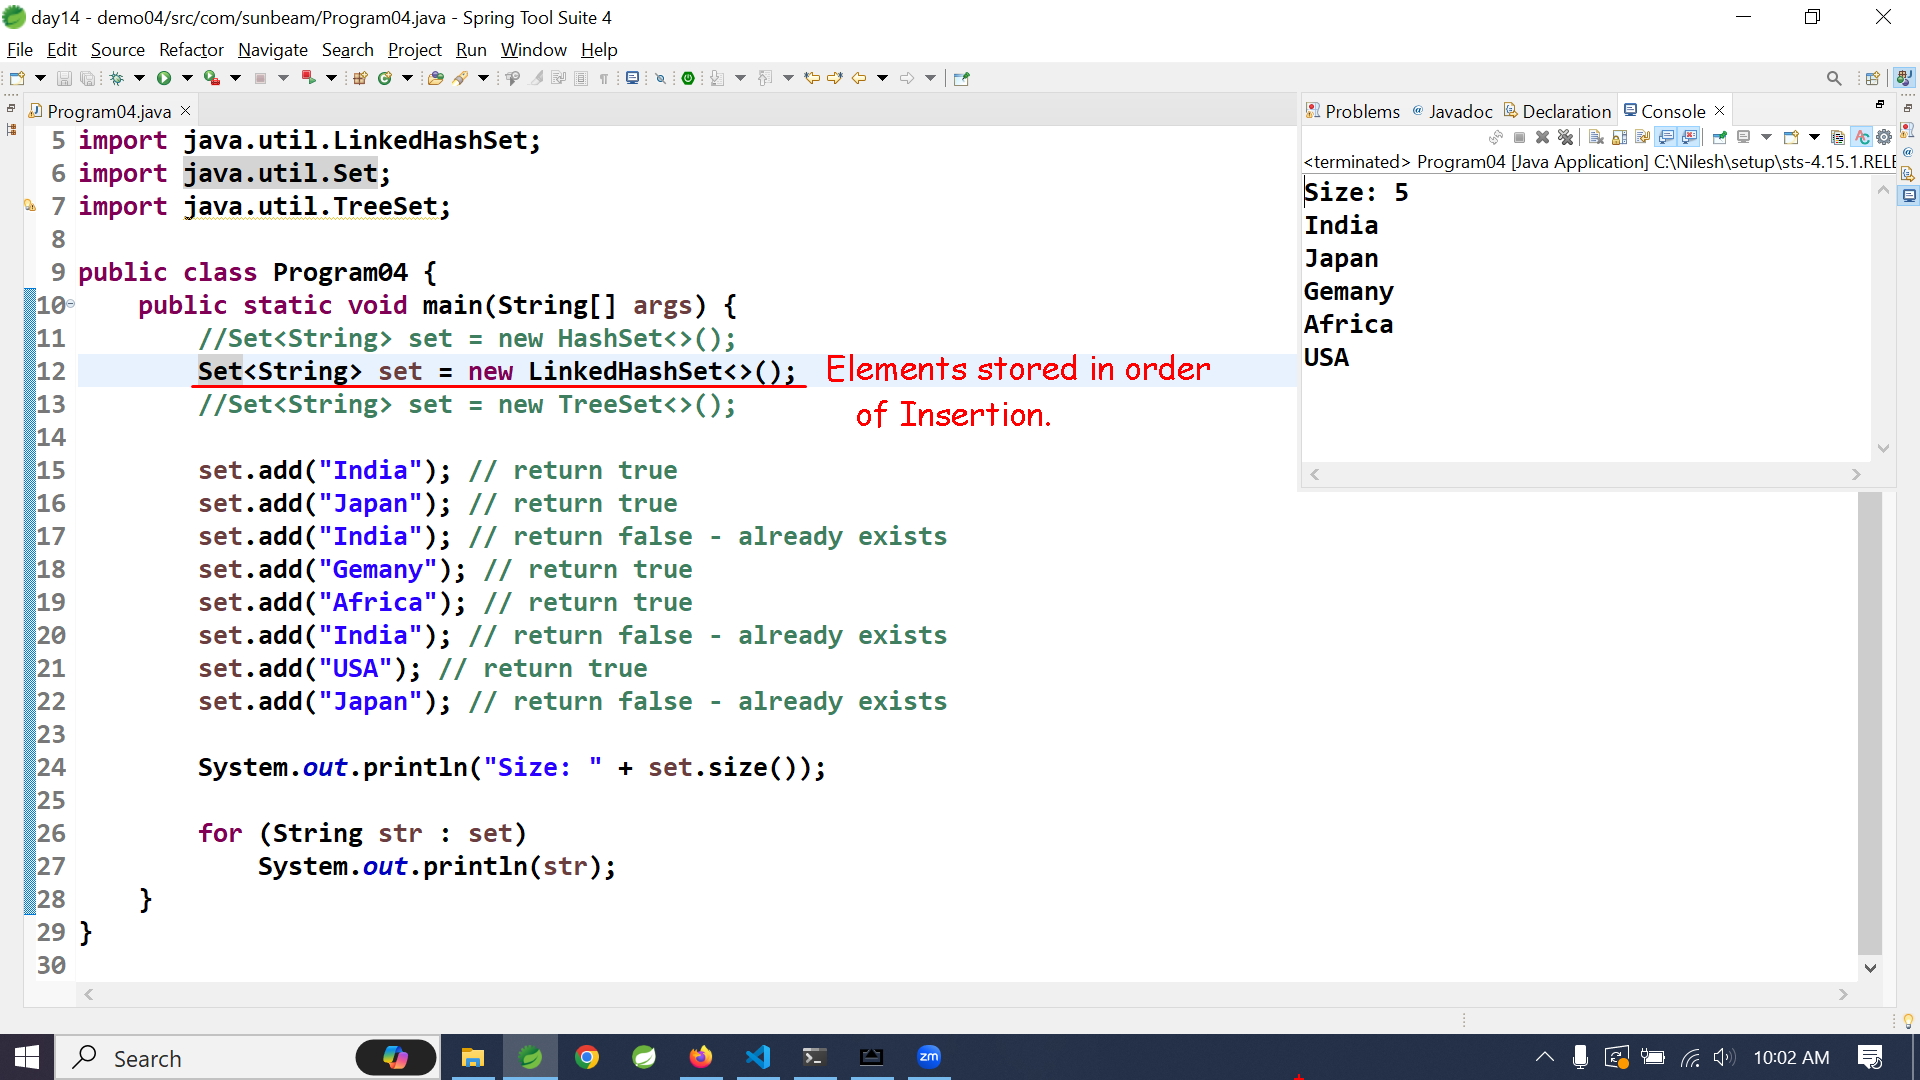 day14 - demo04/src/com/sunbeam/Program04.java - Spring Tool Suite 4
File Edit Source Refactor Navigate Search Project Run Window Help
Program04.java
5 import java.util.LinkedHashSet;
6 import java.util.Set;
7 import java.util.TreeSet;
8
9 public class Program04 {
10 public static void main(String[] args) {
11 //Set<String> set = new HashSet<>();
12 Set<String> set = new LinkedHashSet<>(); Elements stored in order
13 //Set<String> set = new TreeSet<>(); of Insertion.
14
15 set.add("India"); // return true
16 set.add("Japan"); // return true
17 set.add("India"); // return false - already exists
18 set.add("Gemany"); // return true
19 set.add("Africa"); // return true
20 set.add("India"); // return false - already exists
21 set.add("USA"); // return true
22 set.add("Japan"); // return false - already exists
23
24 System.out.println("Size: " + set.size());
25
26 for (String str : set)
27 System.out.println(str);
28 }
29 }
30
Problems @ Javadoc Declaration Console
<terminated> Program04 [Java Application] C:\Nilesh\setup\sts-4.15.1.RELE
Size: 5
India
Japan
Gemany
Africa
USA
Search zm 10:02 AM